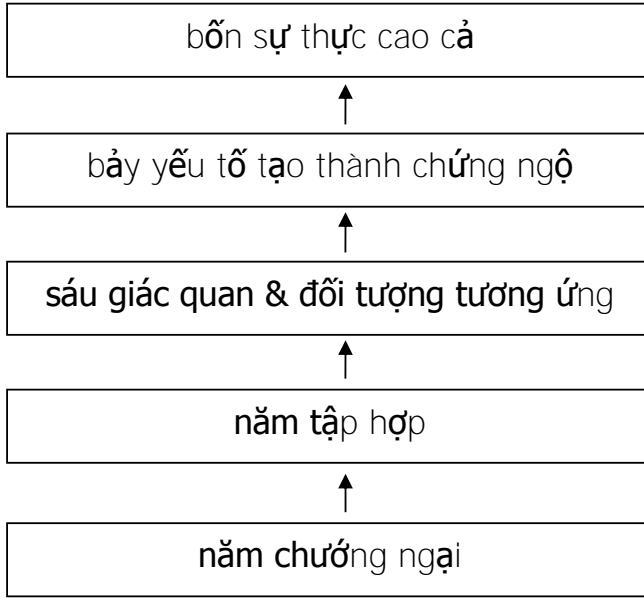 bốn sự thực cao cả
bảy yếu tố tạo thành chứng ngộ
sáu giác quan & đối tượng tương ứng
năm tập hợp
năm chướng ngại